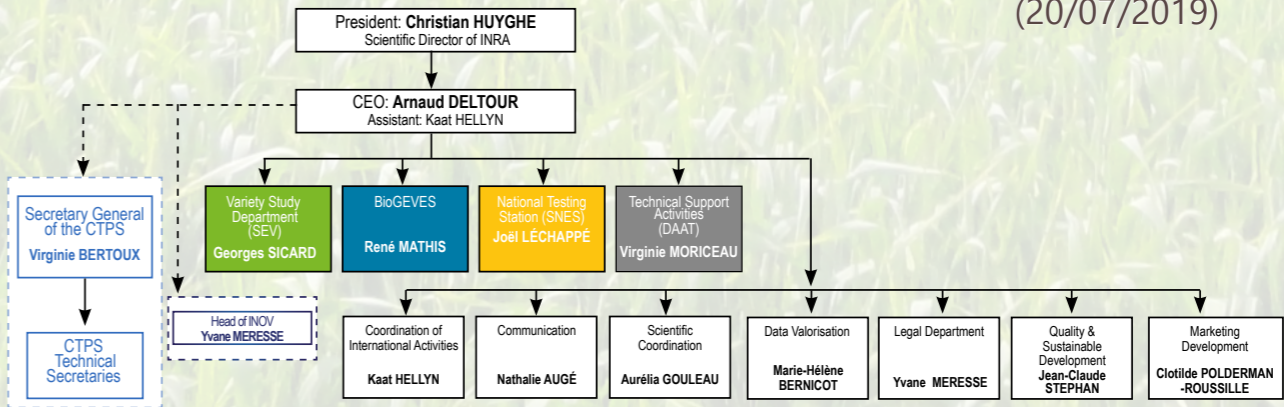 (20/07/2019)
President: Christian HUYGHE
Scientific Director of INRA
CEO: Arnaud DELTOUR
Assistant: Kaat HELLYN
Secretary General
of the CTPS
Virginie BERTOUX
CTPS
Technical
Secretaries
Head of INOV
Yvane MERESSE
Variety Study
Department
(SEV)
Georges SICARD
BioGEVES
René MATHIS
National Testing
Station (SNES)
Joël LÉCHAPPÉ
Technical Support
Activities
(DAAT)
Virginie MORICEAU
Coordination of
International Activities
Kaat HELLYN
Communication
Nathalie AUGÉ
Scientific
Coordination
Aurélia GOULEAU
Data Valorisation
Marie-Hélène
BERNICOT
Legal Department
Yvane MERESSE
Quality &
Sustainable
Development
Jean-Claude
STEPHAN
Marketing
Development
Clotilde POLDERMAN
-ROUSSILLE